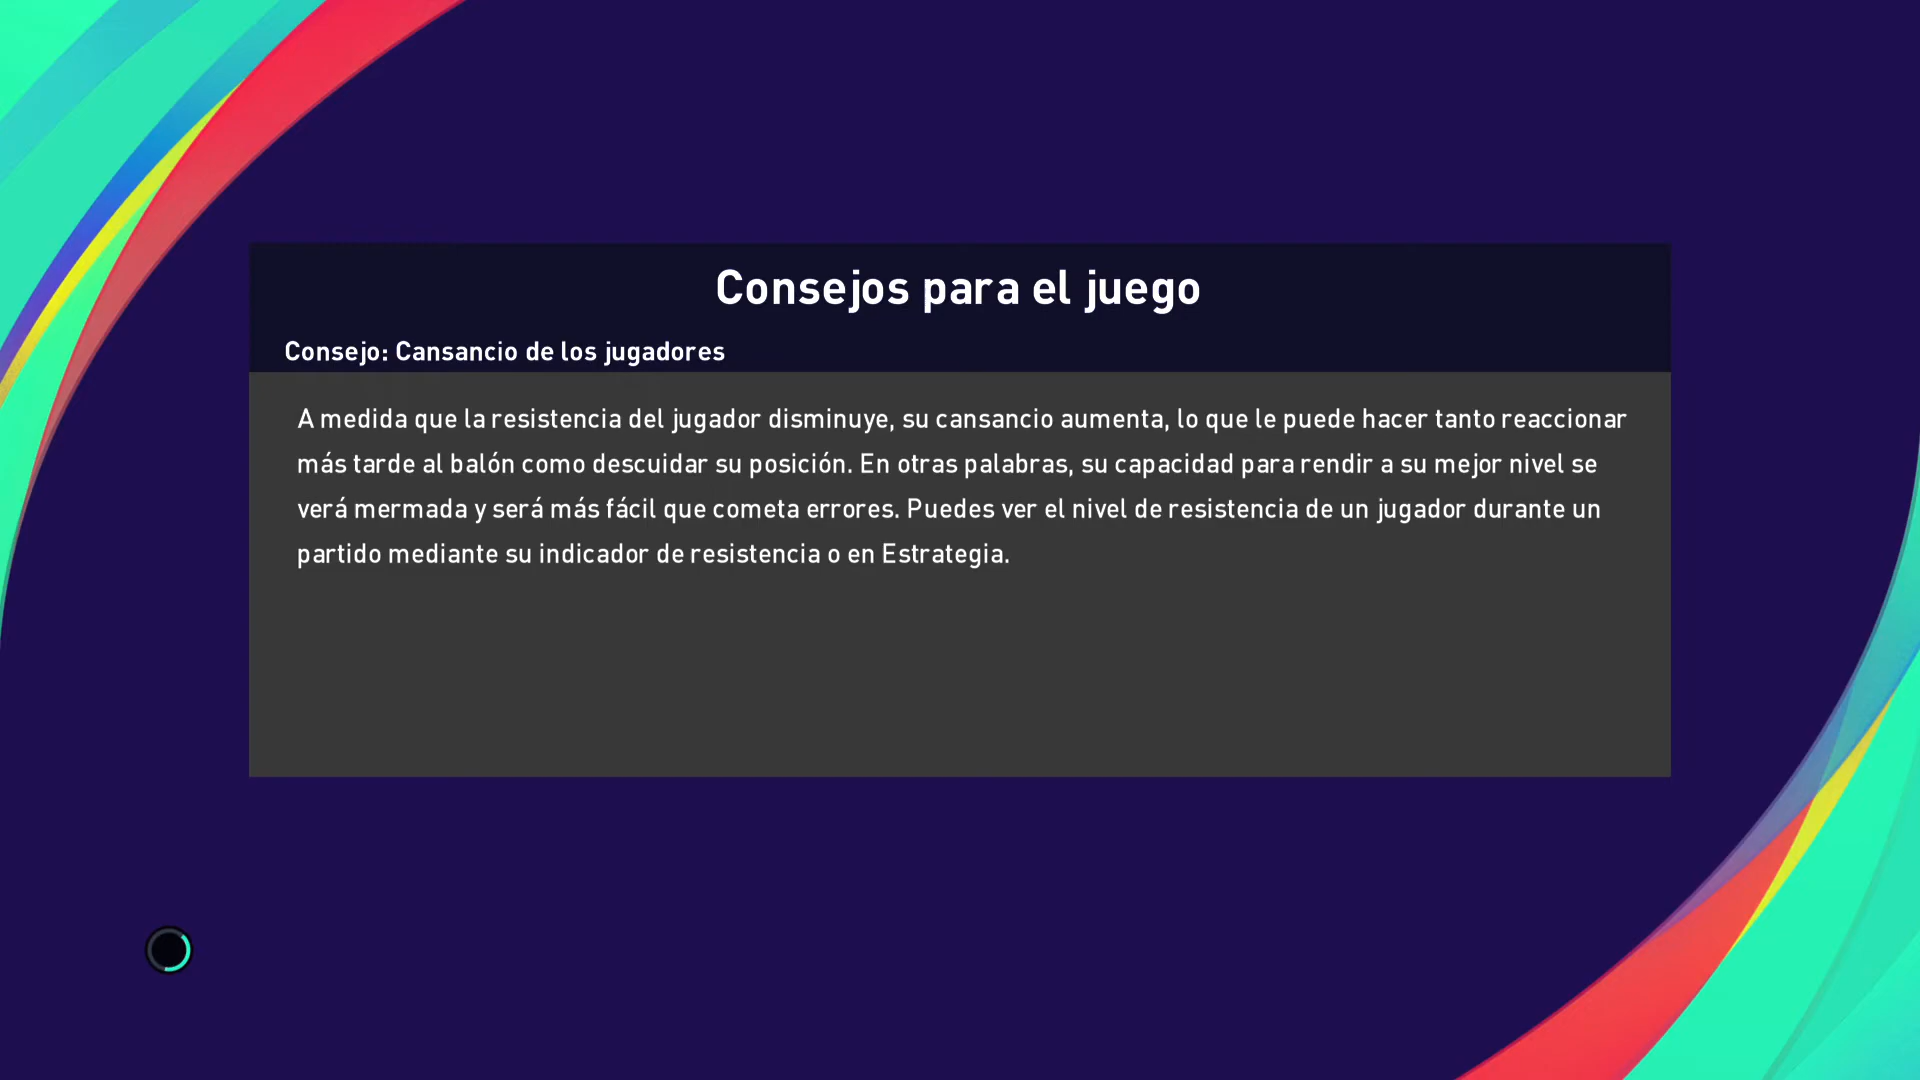 Consejos para el juego
Consejo: Cansancio de los jugadores
A medida que la resistencia del jugador disminuye, su cansancio aumenta, lo que le puede hacer tanto reaccionar
más tarde al balón como descuidar su posición. En otras palabras, su capacidad para rendir a su mejor nivel se
verá mermada y será más fácil que cometa errores. Puedes ver el nivel de resistencia de un jugador durante un
partido mediante su indicador de resistencia o en Estrategia.